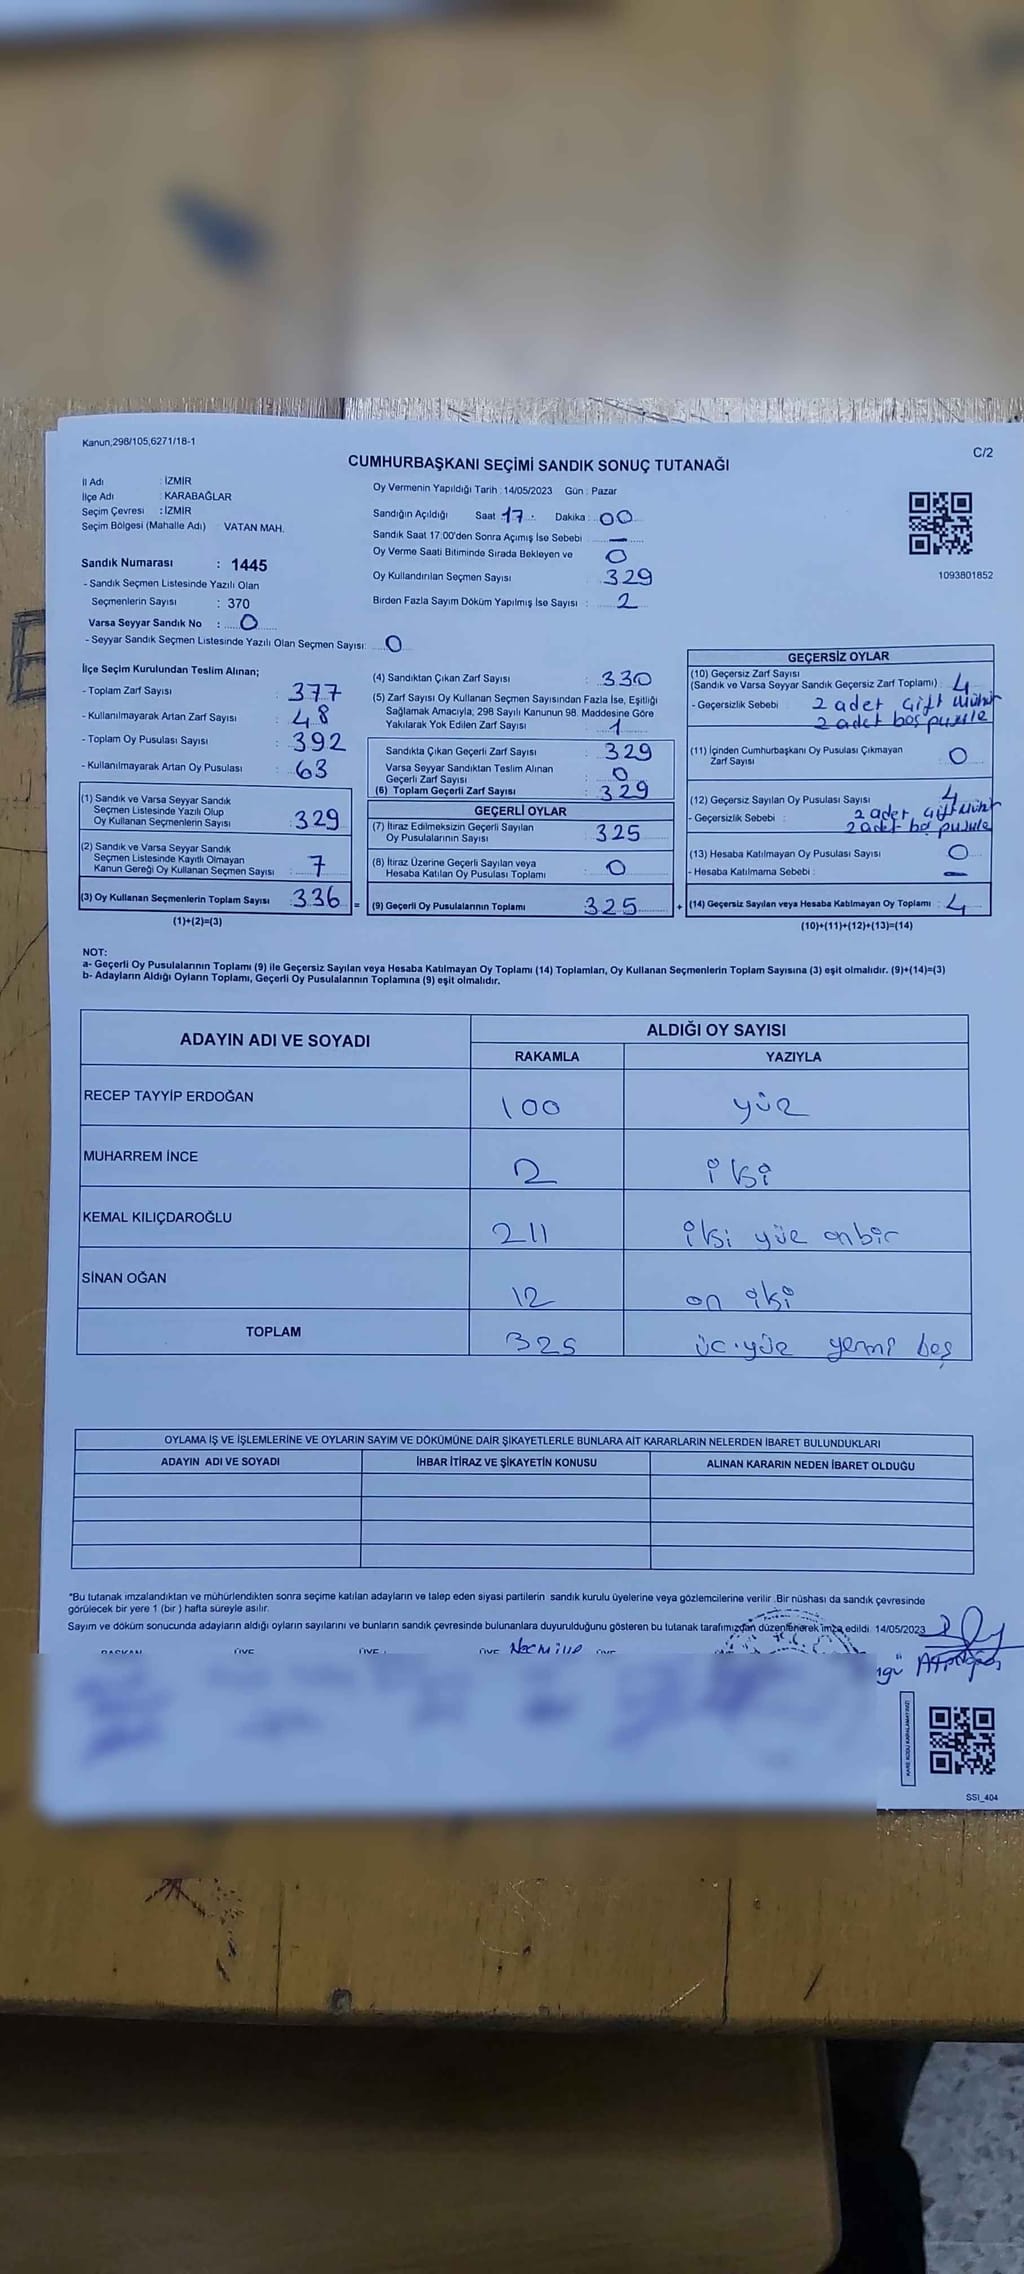 Kanun,298/105,6271/18-1
C/2
CUMHURBAŞKANI SEÇİMİ SANDIK SONUÇ TUTANAĞI
İl Adı : İZMİR
İlçe Adı : KARABAĞLAR
Seçim Çevresi : İZMİR
Seçim Bölgesi (Mahalle Adı) : VATAN MAH.
Sandık Numarası : 1445
- Sandık Seçmen Listesinde Yazılı Olan
Seçmenlerin Sayısı : 370
Varsa Seyyar Sandık No : 0
- Seyyar Sandık Seçmen Listesinde Yazılı Olan Seçmen Sayısı: 0
Oy Vermenin Yapıldığı Tarih : 14/05/2023 Gün : Pazar
Sandığın Açıldığı Saat 17 : Dakika : 00
Sandık Saat 17:00'den Sonra Açımış İse Sebebi : —
Oy Verme Saati Bitiminde Sırada Bekleyen ve 0
Oy Kullandırılan Seçmen Sayısı 329
Birden Fazla Sayım Döküm Yapılmış İse Sayısı : 2
1093801852
İlçe Seçim Kurulundan Teslim Alınan;
- Toplam Zarf Sayısı : 377
- Kullanılmayarak Artan Zarf Sayısı : 48
- Toplam Oy Pusulası Sayısı : 392
- Kullanılmayarak Artan Oy Pusulası : 63
(1) Sandık ve Varsa Seyyar Sandık
Seçmen Listesinde Yazılı Olup
Oy Kullanan Seçmenlerin Sayısı : 329
(2) Sandık ve Varsa Seyyar Sandık
Seçmen Listesinde Kayıtlı Olmayan
Kanun Gereği Oy Kullanan Seçmen Sayısı : 7
(3) Oy Kullanan Seçmenlerin Toplam Sayısı : 336
(1)+(2)=(3)
=
(4) Sandıktan Çıkan Zarf Sayısı : 330
(5) Zarf Sayısı Oy Kullanan Seçmen Sayısından Fazla İse, Eşitliği
Sağlamak Amacıyla; 298 Sayılı Kanunun 98. Maddesine Göre
Yakılarak Yok Edilen Zarf Sayısı : 1
Sandıkta Çıkan Geçerli Zarf Sayısı : 329
Varsa Seyyar Sandıktan Teslim Alınan
Geçerli Zarf Sayısı : 0
(6) Toplam Geçerli Zarf Sayısı : 329
GEÇERLİ OYLAR
(7) İtiraz Edilmeksizin Geçerli Sayılan
Oy Pusulalarının Sayısı : 325
(8) İtiraz Üzerine Geçerli Sayılan veya
Hesaba Katılan Oy Pusulası Toplamı : 0
(9) Geçerli Oy Pusulalarının Toplamı 325
+
GEÇERSİZ OYLAR
(10) Geçersiz Zarf Sayısı
(Sandık ve Varsa Seyyar Sandık Geçersiz Zarf Toplamı) : 4
- Geçersizlik Sebebi : 2 adet çift mühür
2 adet boş pusula
(11) İçinden Cumhurbaşkanı Oy Pusulası Çıkmayan
Zarf Sayısı : 0
(12) Geçersiz Sayılan Oy Pusulası Sayısı : 4
- Geçersizlik Sebebi : 2 adet çift mühür
2 adet boş pusula
(13) Hesaba Katılmayan Oy Pusulası Sayısı : 0
- Hesaba Katılmama Sebebi : —
(14) Geçersiz Sayılan veya Hesaba Katılmayan Oy Toplamı : 4
(10)+(11)+(12)+(13)=(14)
NOT:
a- Geçerli Oy Pusulalarının Toplamı (9) ile Geçersiz Sayılan veya Hesaba Katılmayan Oy Toplamı (14) Toplamları, Oy Kullanan Seçmenlerin Toplam Sayısına (3) eşit olmalıdır. (9)+(14)=(3)
b- Adayların Aldığı Oyların Toplamı, Geçerli Oy Pusulalarının Toplamına (9) eşit olmalıdır.
ADAYIN ADI VE SOYADI ALDIĞI OY SAYISI
RAKAMLA YAZIYLA
RECEP TAYYİP ERDOĞAN 100 yüz
MUHARREM İNCE 2 iki
KEMAL KILIÇDAROĞLU 211 iki yüz onbir
SİNAN OĞAN 12 on iki
TOPLAM 325 üç yüz yirmi beş
OYLAMA İŞ VE İŞLEMLERİNE VE OYLARIN SAYIM VE DÖKÜMÜNE DAİR ŞİKAYETLERLE BUNLARA AİT KARARLARIN NELERDEN İBARET BULUNDUKLARI
ADAYIN ADI VE SOYADI İHBAR İTİRAZ VE ŞİKAYETİN KONUSU ALINAN KARARIN NEDEN İBARET OLDUĞU
*Bu tutanak imzalandıktan ve mühürlendikten sonra seçime katılan adayların ve talep eden siyasi partilerin sandık kurulu üyelerine veya gözlemcilerine verilir .Bir nüshası da sandık çevresinde
görülecek bir yere 1 (bir ) hafta süreyle asılır.
Sayım ve döküm sonucunda adayların aldığı oyların sayılarını ve bunların sandık çevresinde bulunanlara duyurulduğunu gösteren bu tutanak tarafımızdan düzenlenerek imza edildi. 14/05/2023
BAŞKAN ÜYE ÜYE ÜYE ÜYE
SSI_404